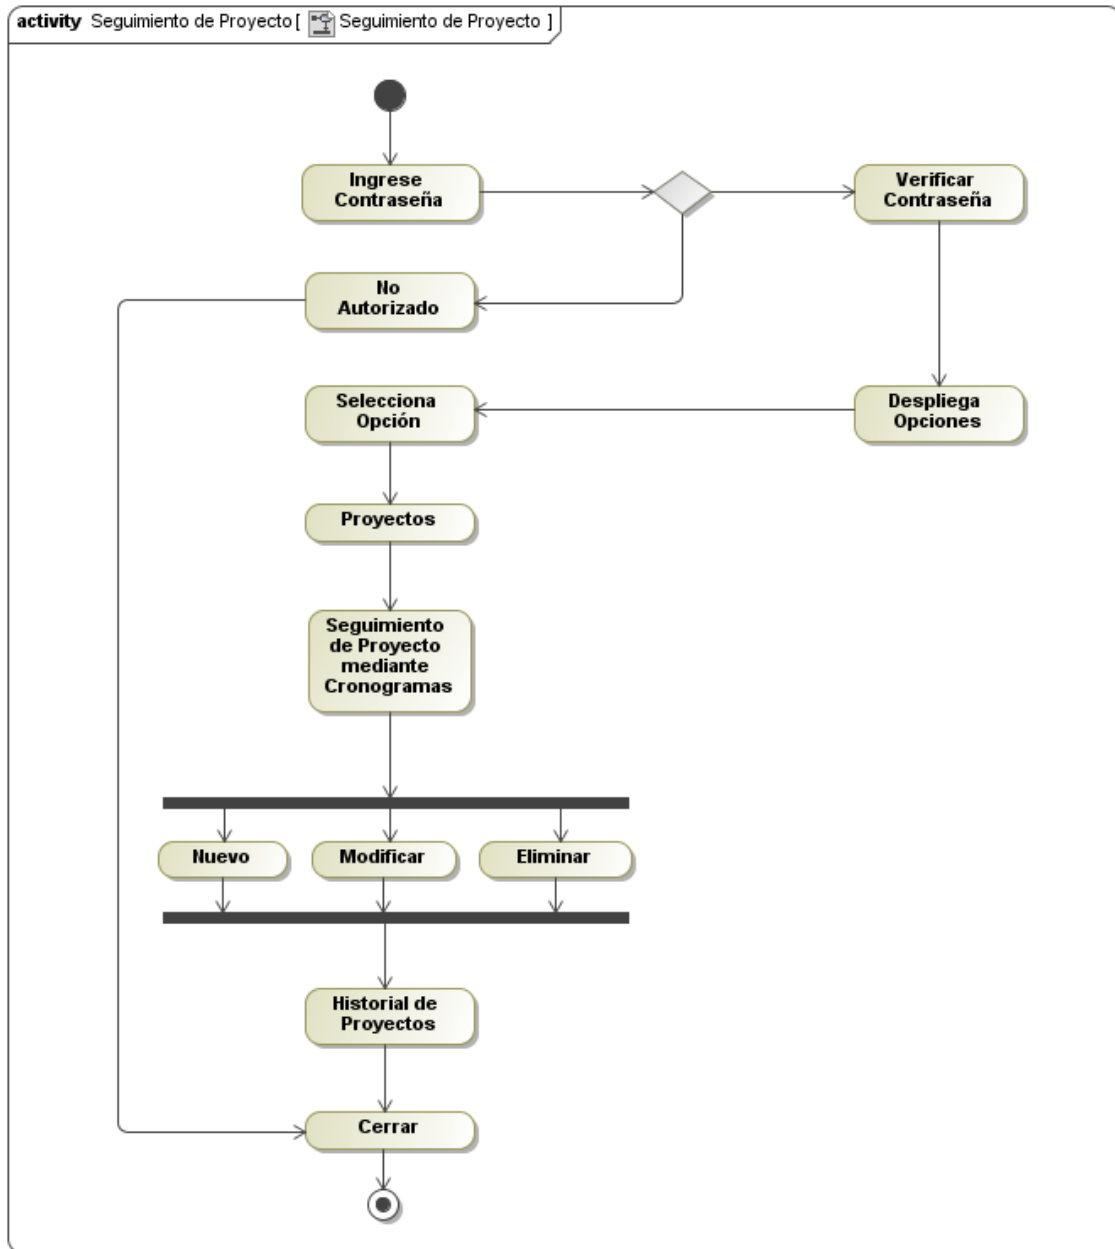 activity Seguimiento de Proyecto [ Seguimiento de Proyecto ]
Ingrese
Contraseña
Verificar
Contraseña
No
Autorizado
Selecciona
Opción
Despliega
Opciones
Proyectos
Seguimiento
de Proyecto
mediante
Cronogramas
Nuevo
Modificar
Eliminar
Historial de
Proyectos
Cerrar